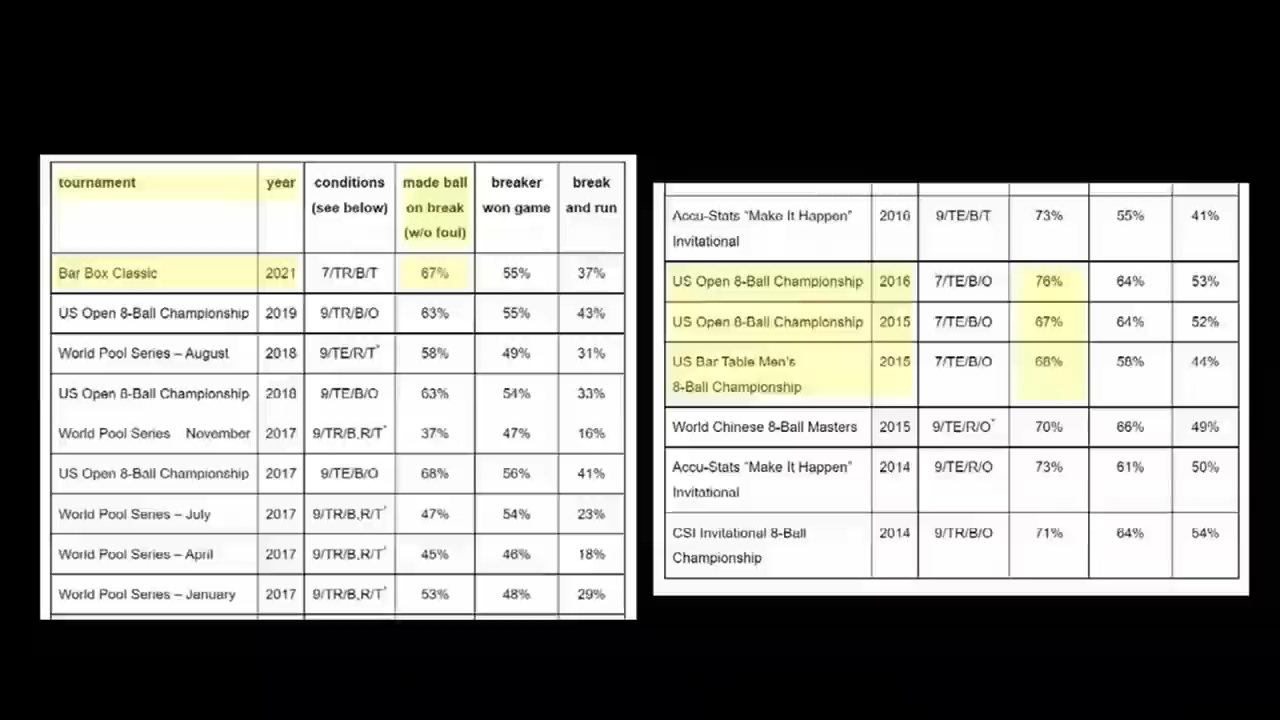 tournament year conditions made ball breaker break
(see below) on break won game and run
(w/o foul)
Bar Box Classic 2021 7/TR/B/T 67% 55% 37%
US Open 8-Ball Championship 2019 9/TR/B/O 63% 55% 43%
World Pool Series – August 2018 9/TE/R/T* 58% 49% 31%
US Open 8-Ball Championship 2018 9/TE/B/O 63% 54% 33%
World Pool Series November 2017 9/TR/B,R/T* 37% 47% 16%
US Open 8-Ball Championship 2017 9/TE/B/O 68% 56% 41%
World Pool Series – July 2017 9/TR/B,R/T* 47% 54% 23%
World Pool Series – April 2017 9/TR/B,R/T* 45% 46% 18%
World Pool Series – January 2017 9/TR/B,R/T* 53% 48% 29%
Accu-Stats "Make It Happen" 2016 9/TE/B/T 73% 55% 41%
Invitational
US Open 8-Ball Championship 2016 7/TE/B/O 76% 64% 53%
US Open 8-Ball Championship 2015 7/TE/B/O 67% 64% 52%
US Bar Table Men's 2015 7/TE/B/O 68% 58% 44%
8-Ball Championship
World Chinese 8-Ball Masters 2015 9/TE/R/O* 70% 66% 49%
Accu-Stats "Make It Happen" 2014 9/TE/R/O 73% 61% 50%
Invitational
CSI Invitational 8-Ball 2014 9/TR/B/O 71% 64% 54%
Championship